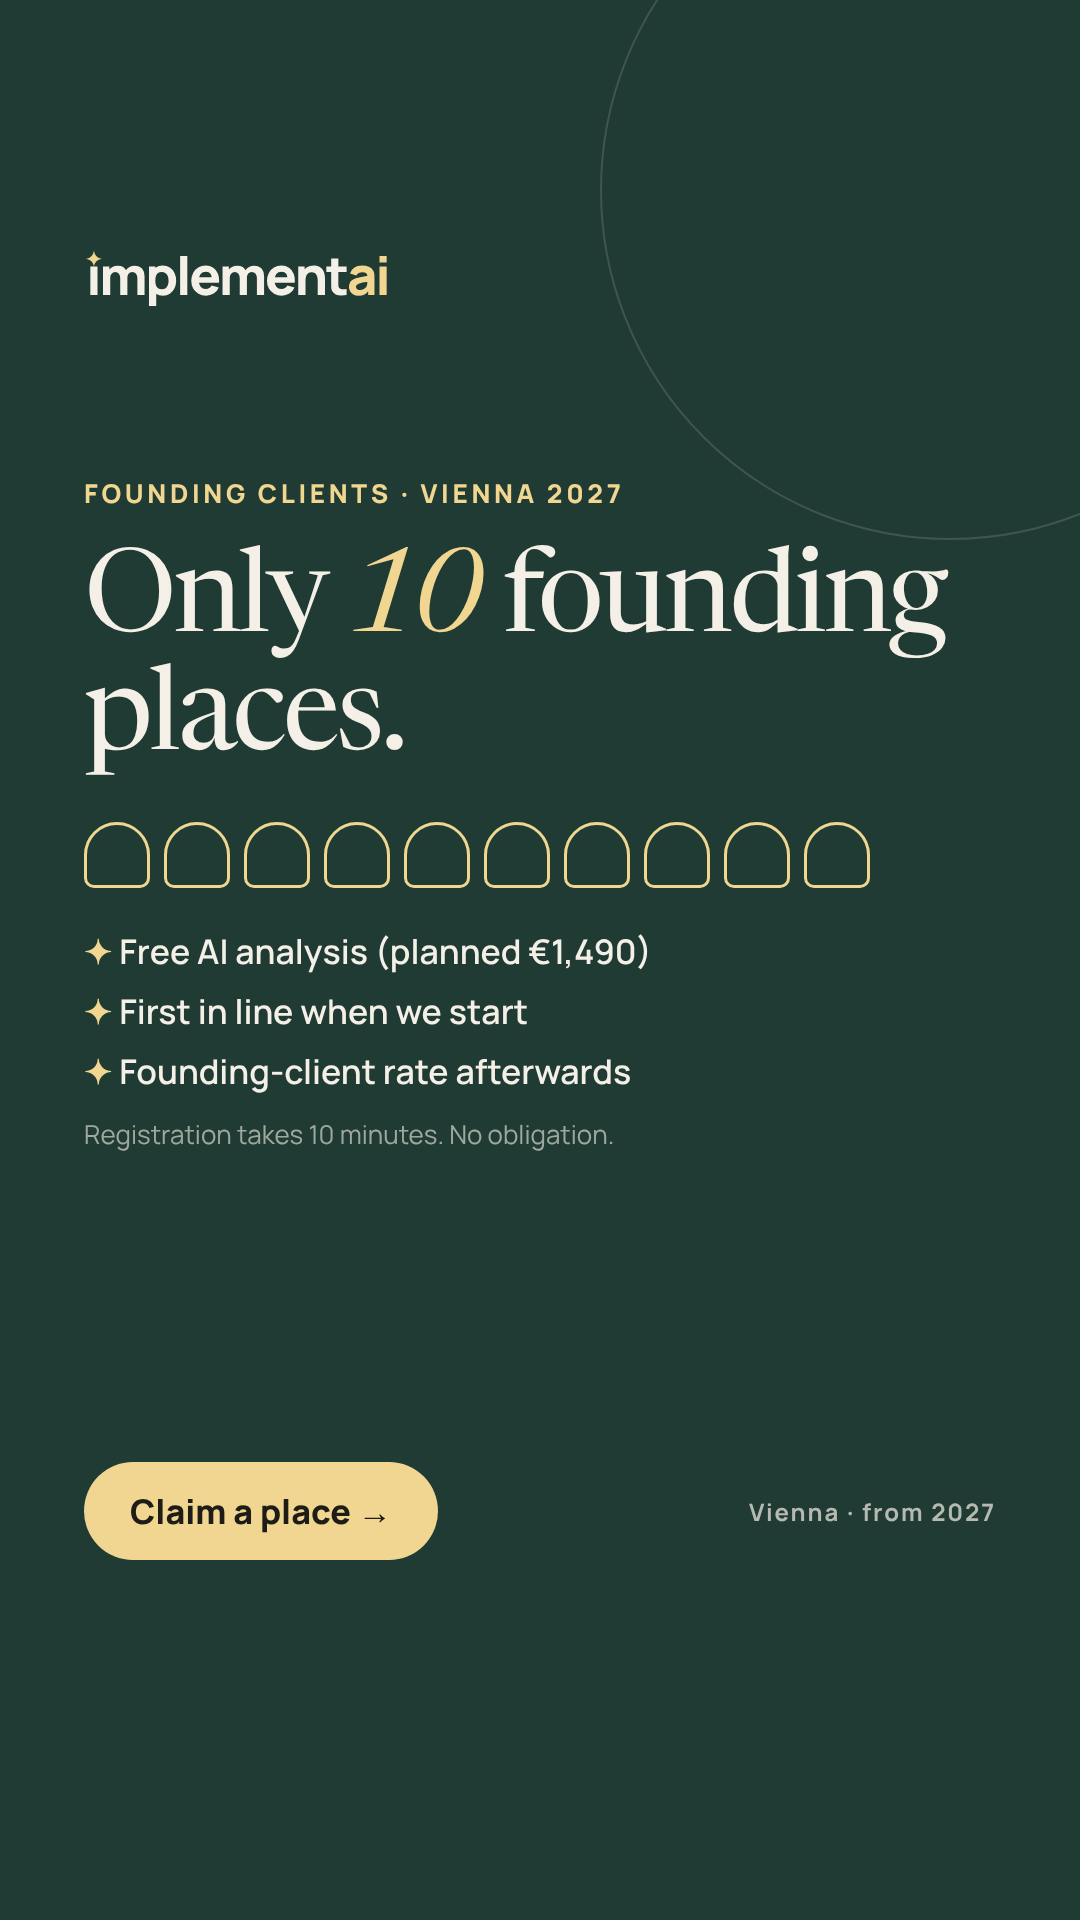 implementai
FOUNDING CLIENTS · VIENNA 2027
Only 10 founding
places.
✦ Free AI analysis (planned €1,490)
✦ First in line when we start
✦ Founding-client rate afterwards
Registration takes 10 minutes. No obligation.
Claim a place →
Vienna · from 2027